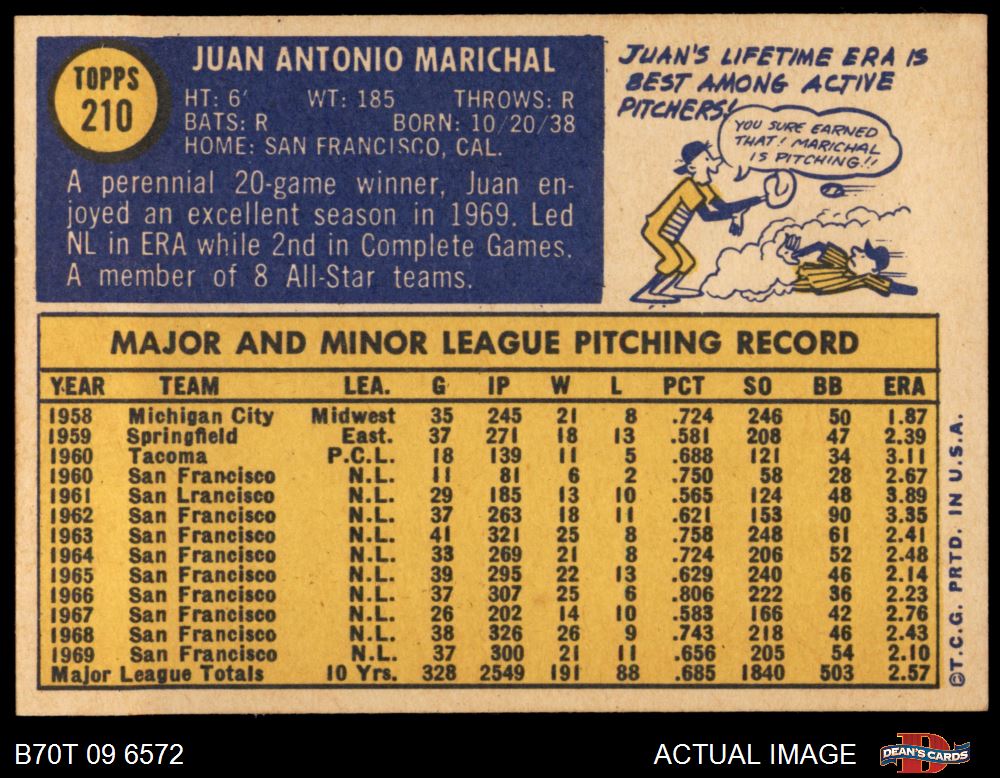 TOPPS
210
JUAN ANTONIO MARICHAL
HT: 6' WT: 185 THROWS: R
BATS: R BORN: 10/20/38
HOME: SAN FRANCISCO, CAL.
A perennial 20-game winner, Juan en-
joyed an excellent season in 1969. Led
NL in ERA while 2nd in Complete Games.
A member of 8 All-Star teams.
JUAN'S LIFETIME ERA IS
BEST AMONG ACTIVE
PITCHERS!
YOU SURE EARNED
THAT! MARICHAL
IS PITCHING!!
MAJOR AND MINOR LEAGUE PITCHING RECORD
YEAR TEAM LEA. G IP W L PCT SO BB ERA
1958 Michigan City Midwest 35 245 21 8 .724 246 50 1.87
1959 Springfield East. 37 271 18 13 .581 208 47 2.39
1960 Tacoma P.C.L. 18 139 11 5 .688 121 34 3.11
1960 San Francisco N.L. 11 81 6 2 .750 58 28 2.67
1961 San Lrancisco N.L. 29 185 13 10 .565 124 48 3.89
1962 San Francisco N.L. 37 263 18 11 .621 153 90 3.35
1963 San Francisco N.L. 41 321 25 8 .758 248 61 2.41
1964 San Francisco N.L. 33 269 21 8 .724 206 52 2.48
1965 San Francisco N.L. 39 295 22 13 .629 240 46 2.14
1966 San Francisco N.L. 37 307 25 6 .806 222 36 2.23
1967 San Francisco N.L. 26 202 14 10 .583 166 42 2.76
1968 San Francisco N.L. 38 326 26 9 .743 218 46 2.43
1969 San Francisco N.L. 37 300 21 11 .656 205 54 2.10
Major League Totals 10 Yrs. 328 2549 191 88 .685 1840 503 2.57
©T.C.G. PRTD. IN U.S.A.
B70T 09 6572
ACTUAL IMAGE
D
DEAN'S CARDS